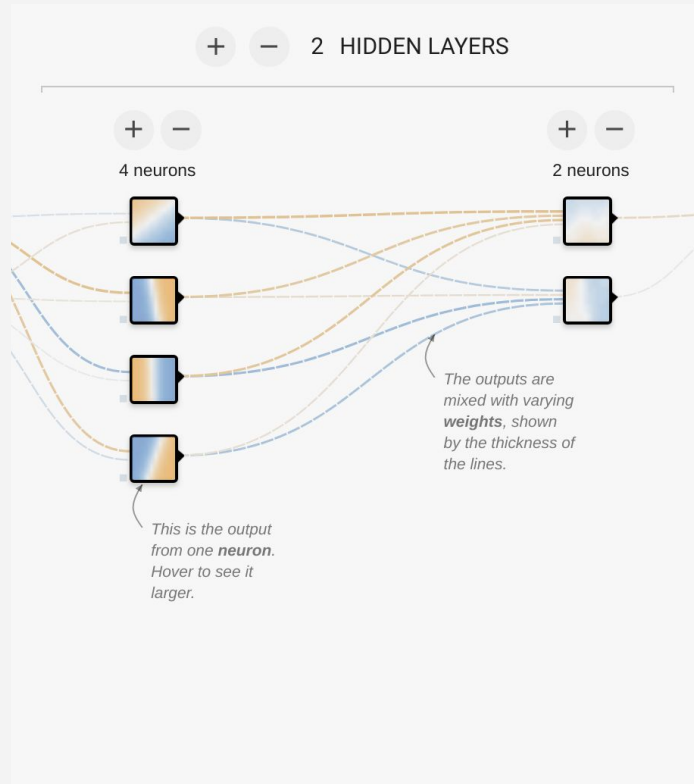 + − 2 HIDDEN LAYERS
+ − + −
4 neurons 2 neurons
The outputs are
mixed with varying
weights, shown
by the thickness of
the lines.
This is the output
from one neuron.
Hover to see it
larger.